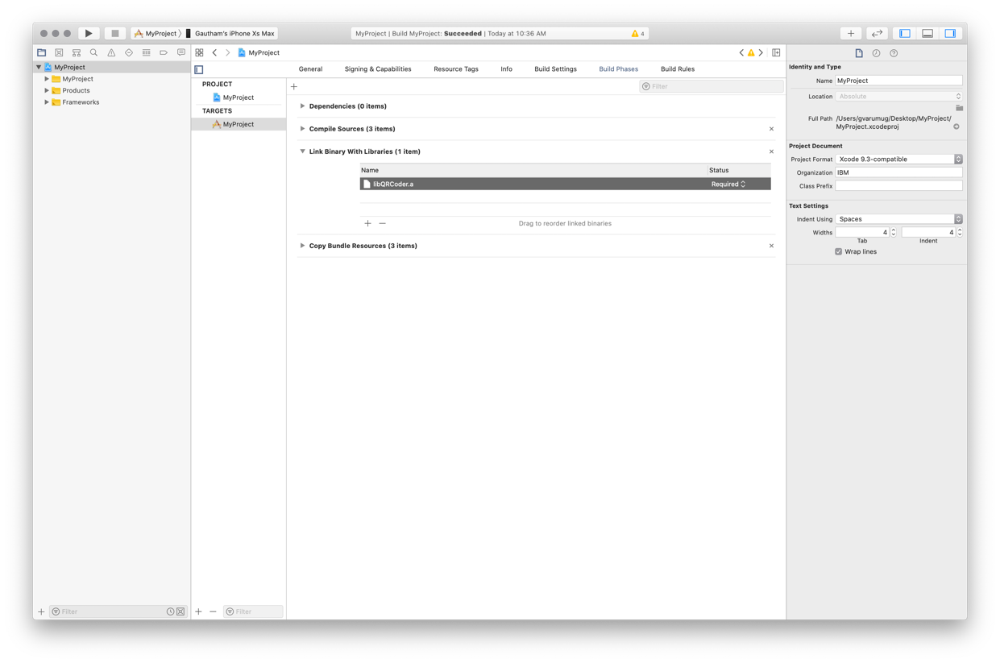 MyProject 〉 Gautham's iPhone Xs Max
MyProject | Build MyProject: Succeeded | Today at 10:36 AM
4
MyProject
MyProject
Products
Frameworks
Filter
MyProject
General Signing & Capabilities Resource Tags Info Build Settings Build Phases Build Rules
PROJECT
MyProject
TARGETS
MyProject
Filter
Filter
Dependencies (0 items)
Compile Sources (3 items)
Link Binary With Libraries (1 item)
Name Status
libQRCoder.a Required
Drag to reorder linked binaries
Copy Bundle Resources (3 items)
Identity and Type
Name MyProject
Location Absolute
Full Path /Users/gvarumug/Desktop/MyProject/
MyProject.xcodeproj
Project Document
Project Format Xcode 9.3-compatible
Organization IBM
Class Prefix
Text Settings
Indent Using Spaces
Widths 4 4
Tab Indent
Wrap lines